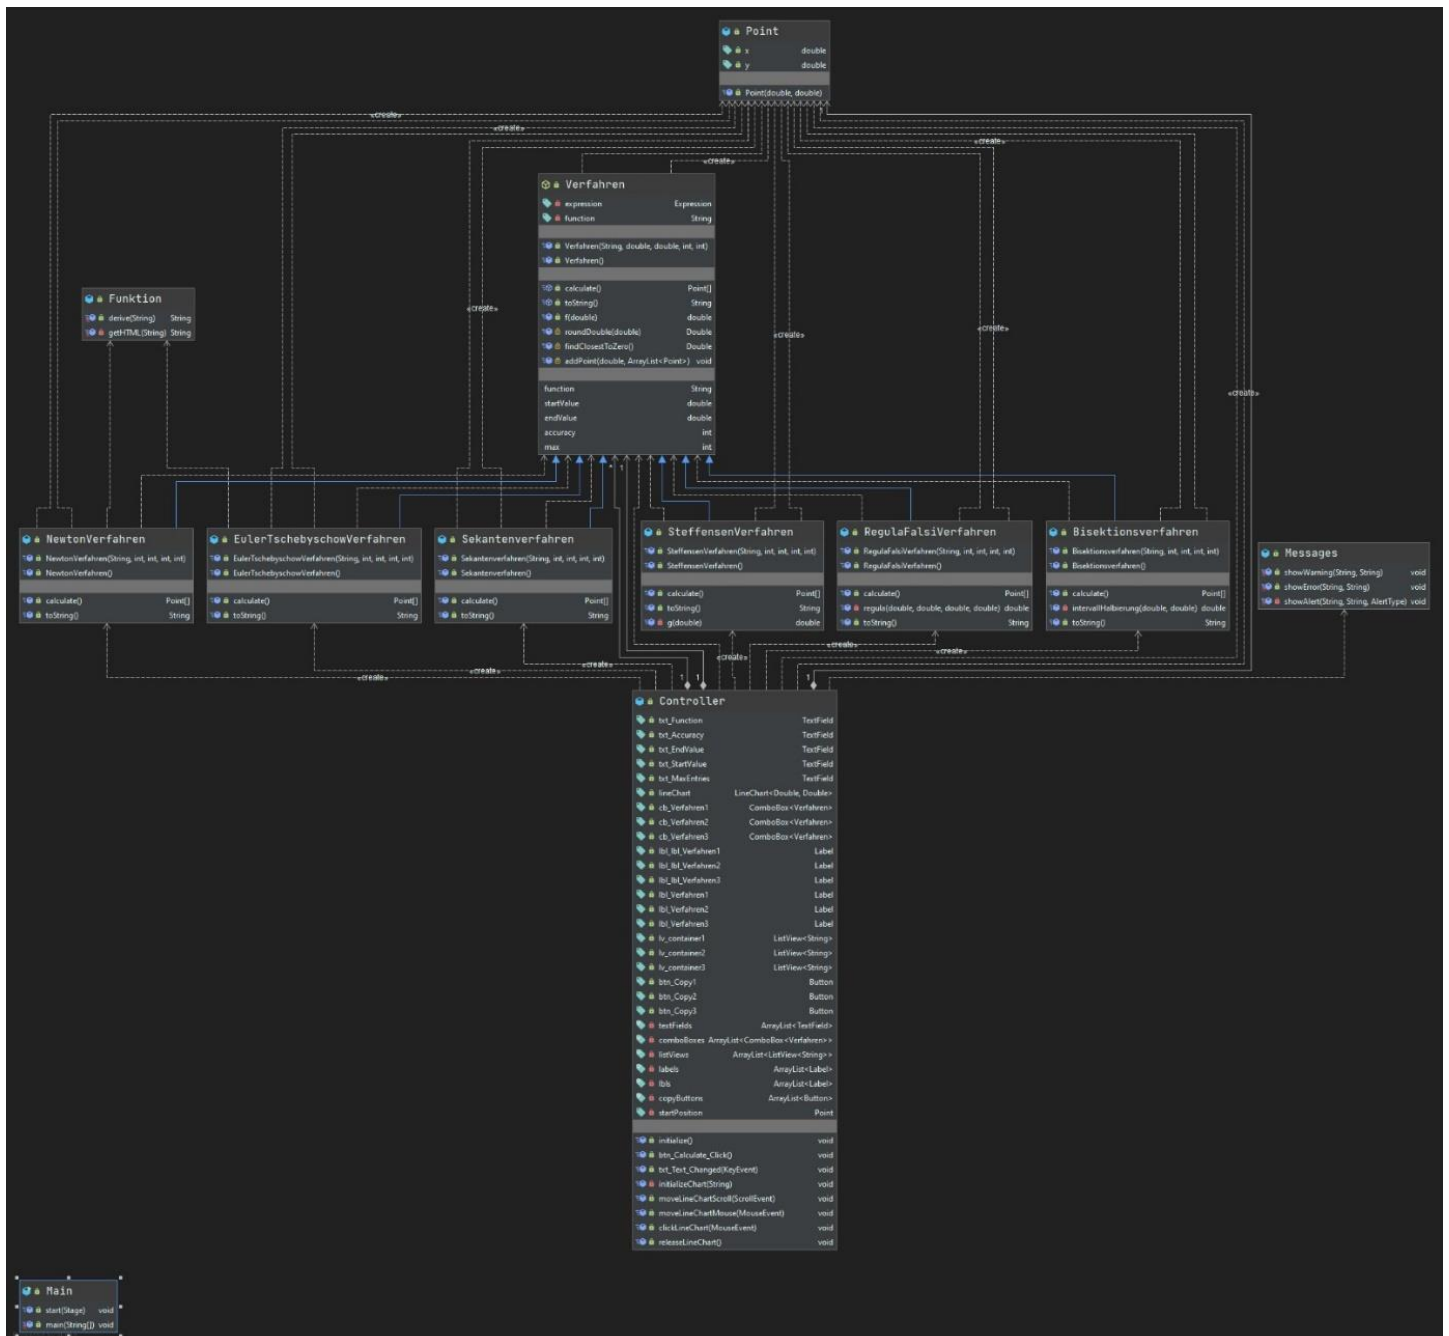 Point
x double
y double
Point(double, double)
«create»
«create»
«create»
«create»
Verfahren
expression Expression
function String
Verfahren(String, double, double, int, int)
Verfahren()
calculate() Point[]
toString() String
f(double) double
roundDouble(double) Double
findClosestToZero() Double
addPoint(double, ArrayList<Point>) void
function String
startValue double
endValue double
accuracy int
max int
Funktion
derive(String) String
getHTML(String) String
«create»
«create»
«create»
«create»
* 1
NewtonVerfahren
NewtonVerfahren(String, int, int, int, int)
NewtonVerfahren()
calculate() Point[]
toString() String
EulerTschebyschowVerfahren
EulerTschebyschowVerfahren(String, int, int, int, int)
EulerTschebyschowVerfahren()
calculate() Point[]
toString() String
Sekantenverfahren
Sekantenverfahren(String, int, int, int, int)
Sekantenverfahren()
calculate() Point[]
toString() String
SteffensenVerfahren
SteffensenVerfahren(String, int, int, int, int)
SteffensenVerfahren()
calculate() Point[]
toString() String
g(double) double
RegulaFalsiVerfahren
RegulaFalsiVerfahren(String, int, int, int, int)
RegulaFalsiVerfahren()
calculate() Point[]
regula(double, double, double, double) double
toString() String
Bisektionsverfahren
Bisektionsverfahren(String, int, int, int, int)
Bisektionsverfahren()
calculate() Point[]
intervallHalbierung(double, double) double
toString() String
Messages
showWarning(String, String) void
showError(String, String) void
showAlert(String, String, AlertType) void
«create»
«create»
«create»
«create»
«create»
«create»
1 1 1
Controller
txt_Function TextField
txt_Accuracy TextField
txt_EndValue TextField
txt_StartValue TextField
txt_MaxEntries TextField
lineChart LineChart<Double, Double>
cb_Verfahren1 ComboBox<Verfahren>
cb_Verfahren2 ComboBox<Verfahren>
cb_Verfahren3 ComboBox<Verfahren>
lbl_lbl_Verfahren1 Label
lbl_lbl_Verfahren2 Label
lbl_lbl_Verfahren3 Label
lbl_Verfahren1 Label
lbl_Verfahren2 Label
lbl_Verfahren3 Label
lv_container1 ListView<String>
lv_container2 ListView<String>
lv_container3 ListView<String>
btn_Copy1 Button
btn_Copy2 Button
btn_Copy3 Button
textFields ArrayList<TextField>
comboBoxes ArrayList<ComboBox<Verfahren>>
listViews ArrayList<ListView<String>>
labels ArrayList<Label>
lbls ArrayList<Label>
copyButtons ArrayList<Button>
startPosition Point
initialize() void
btn_Calculate_Click() void
txt_Text_Changed(KeyEvent) void
initializeChart(String) void
moveLineChartScroll(ScrollEvent) void
moveLineChartMouse(MouseEvent) void
clickLineChart(MouseEvent) void
releaseLineChart() void
Main
start(Stage) void
main(String[]) void